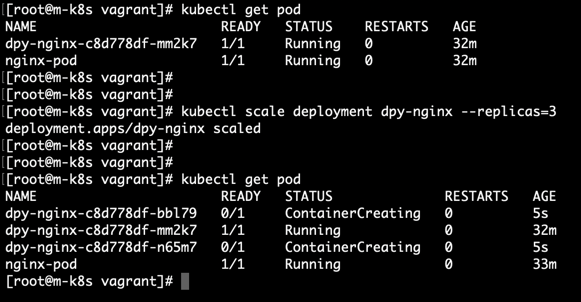 [root@m-k8s vagrant]# kubectl get pod
NAME READY STATUS RESTARTS AGE
dpy-nginx-c8d778df-mm2k7 1/1 Running 0 32m
nginx-pod 1/1 Running 0 32m
[root@m-k8s vagrant]#
[root@m-k8s vagrant]#
[root@m-k8s vagrant]# kubectl scale deployment dpy-nginx --replicas=3
deployment.apps/dpy-nginx scaled
[root@m-k8s vagrant]#
[root@m-k8s vagrant]#
[root@m-k8s vagrant]# kubectl get pod
NAME READY STATUS RESTARTS AGE
dpy-nginx-c8d778df-bbl79 0/1 ContainerCreating 0 5s
dpy-nginx-c8d778df-mm2k7 1/1 Running 0 32m
dpy-nginx-c8d778df-n65m7 0/1 ContainerCreating 0 5s
nginx-pod 1/1 Running 0 33m
[root@m-k8s vagrant]#